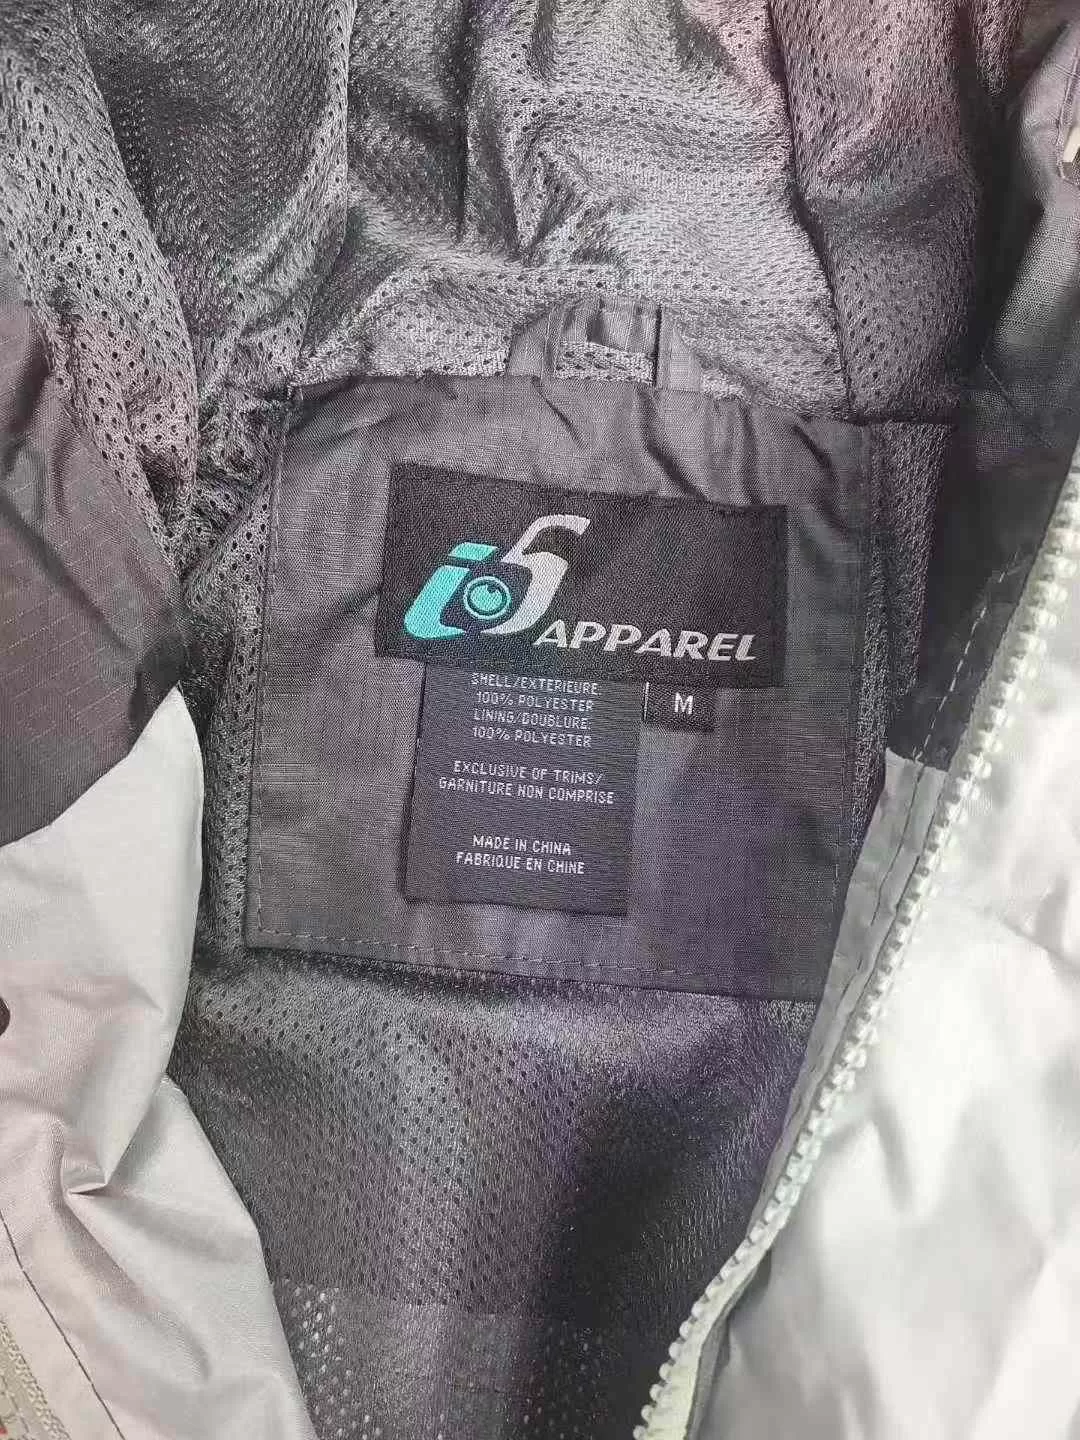 i5
APPAREL
M
SHELL/EXTERIEURE:
100% POLYESTER
LINING/DOUBLURE:
100% POLYESTER
EXCLUSIVE OF TRIMS/
GARNITURE NON COMPRISE
MADE IN CHINA
FABRIQUE EN CHINE